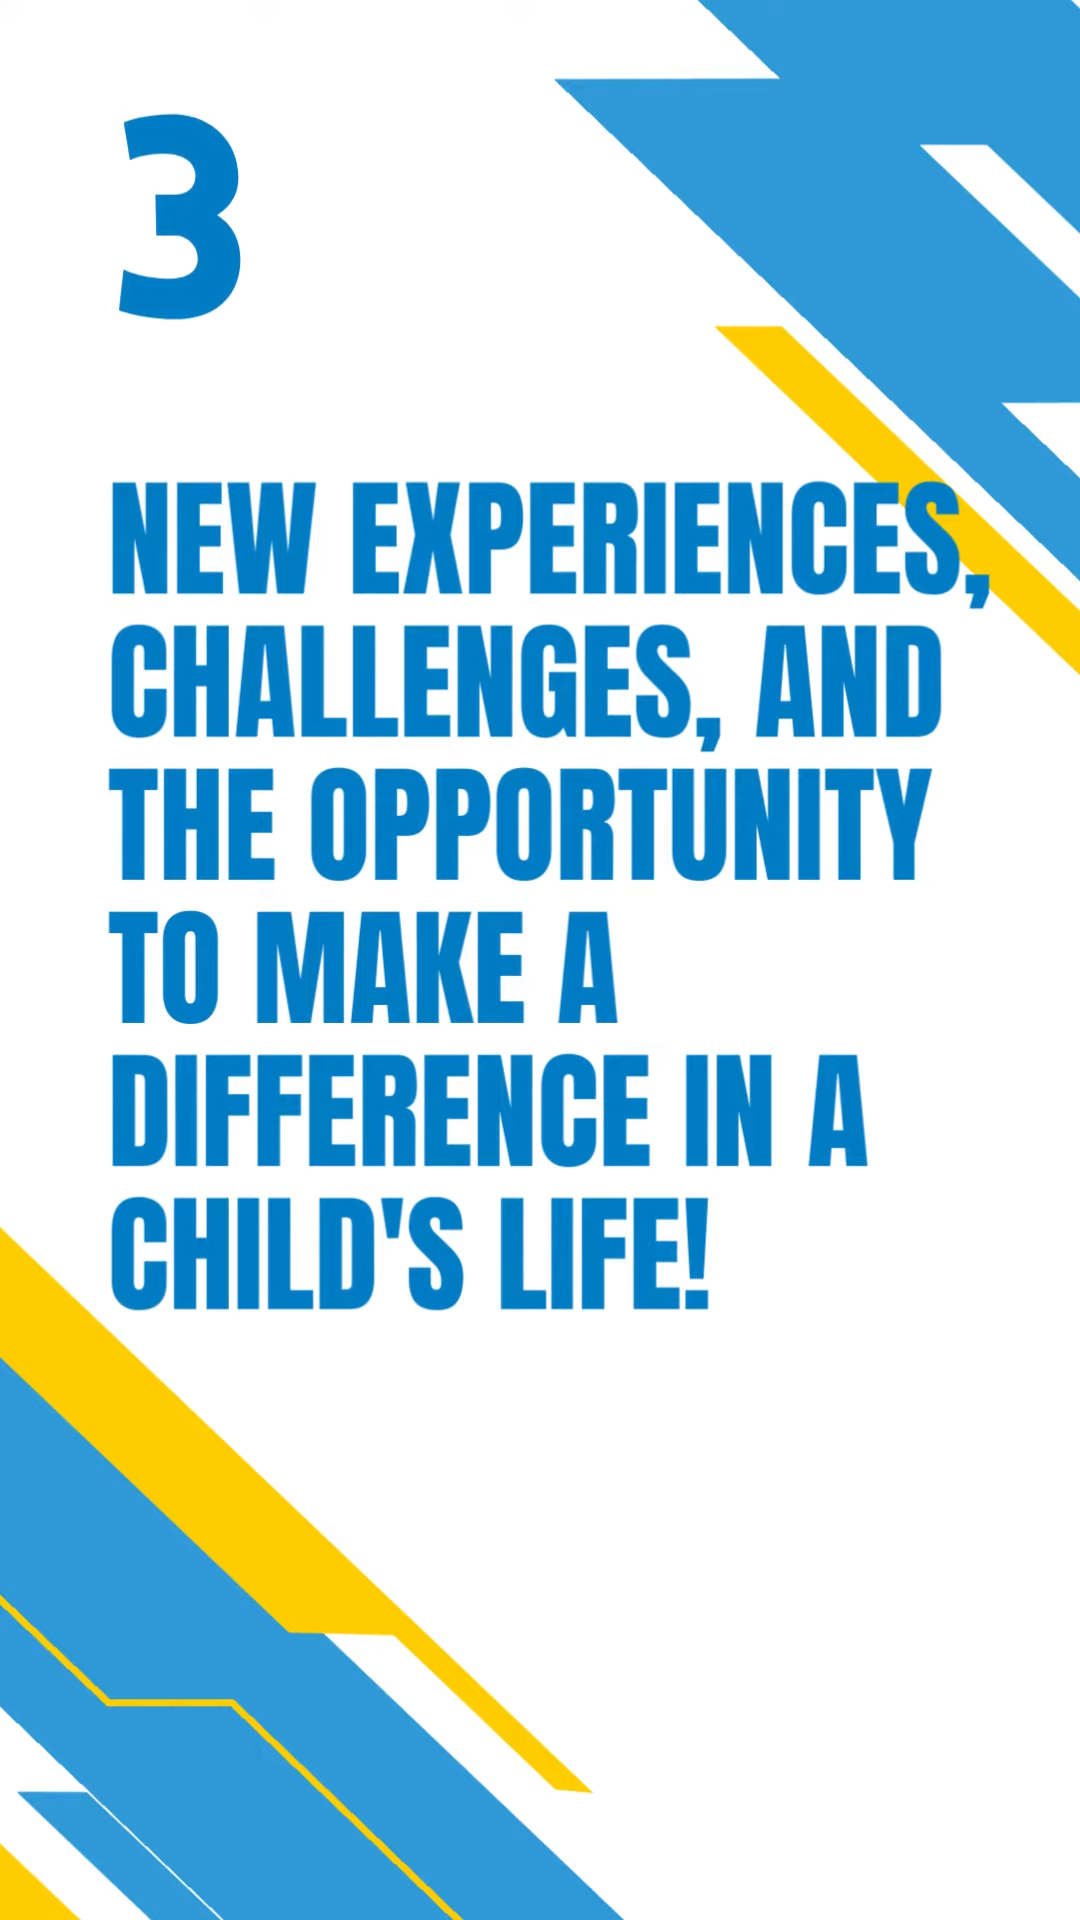 3
NEW EXPERIENCES,
CHALLENGES, AND
THE OPPORTUNITY
TO MAKE A
DIFFERENCE IN A
CHILD'S LIFE!